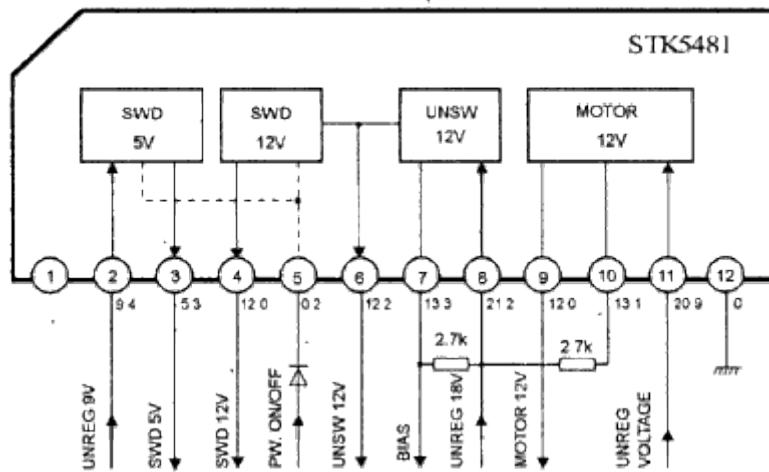 STK5481
SWD
5V
SWD
12V
UNSW
12V
MOTOR
12V
1 2 3 4 5 6 7 8 9 10 11 12
9 4 5 3 12 0 0 2 12 2 13 3 21 2 12 0 13 1 20 9 0
2.7k
2 7k
UNREG 9V
SWD 5V
SWD 12V
PW. ON/OFF
UNSW 12V
BIAS
UNREG 18V
MOTOR 12V
UNREG
VOLTAGE